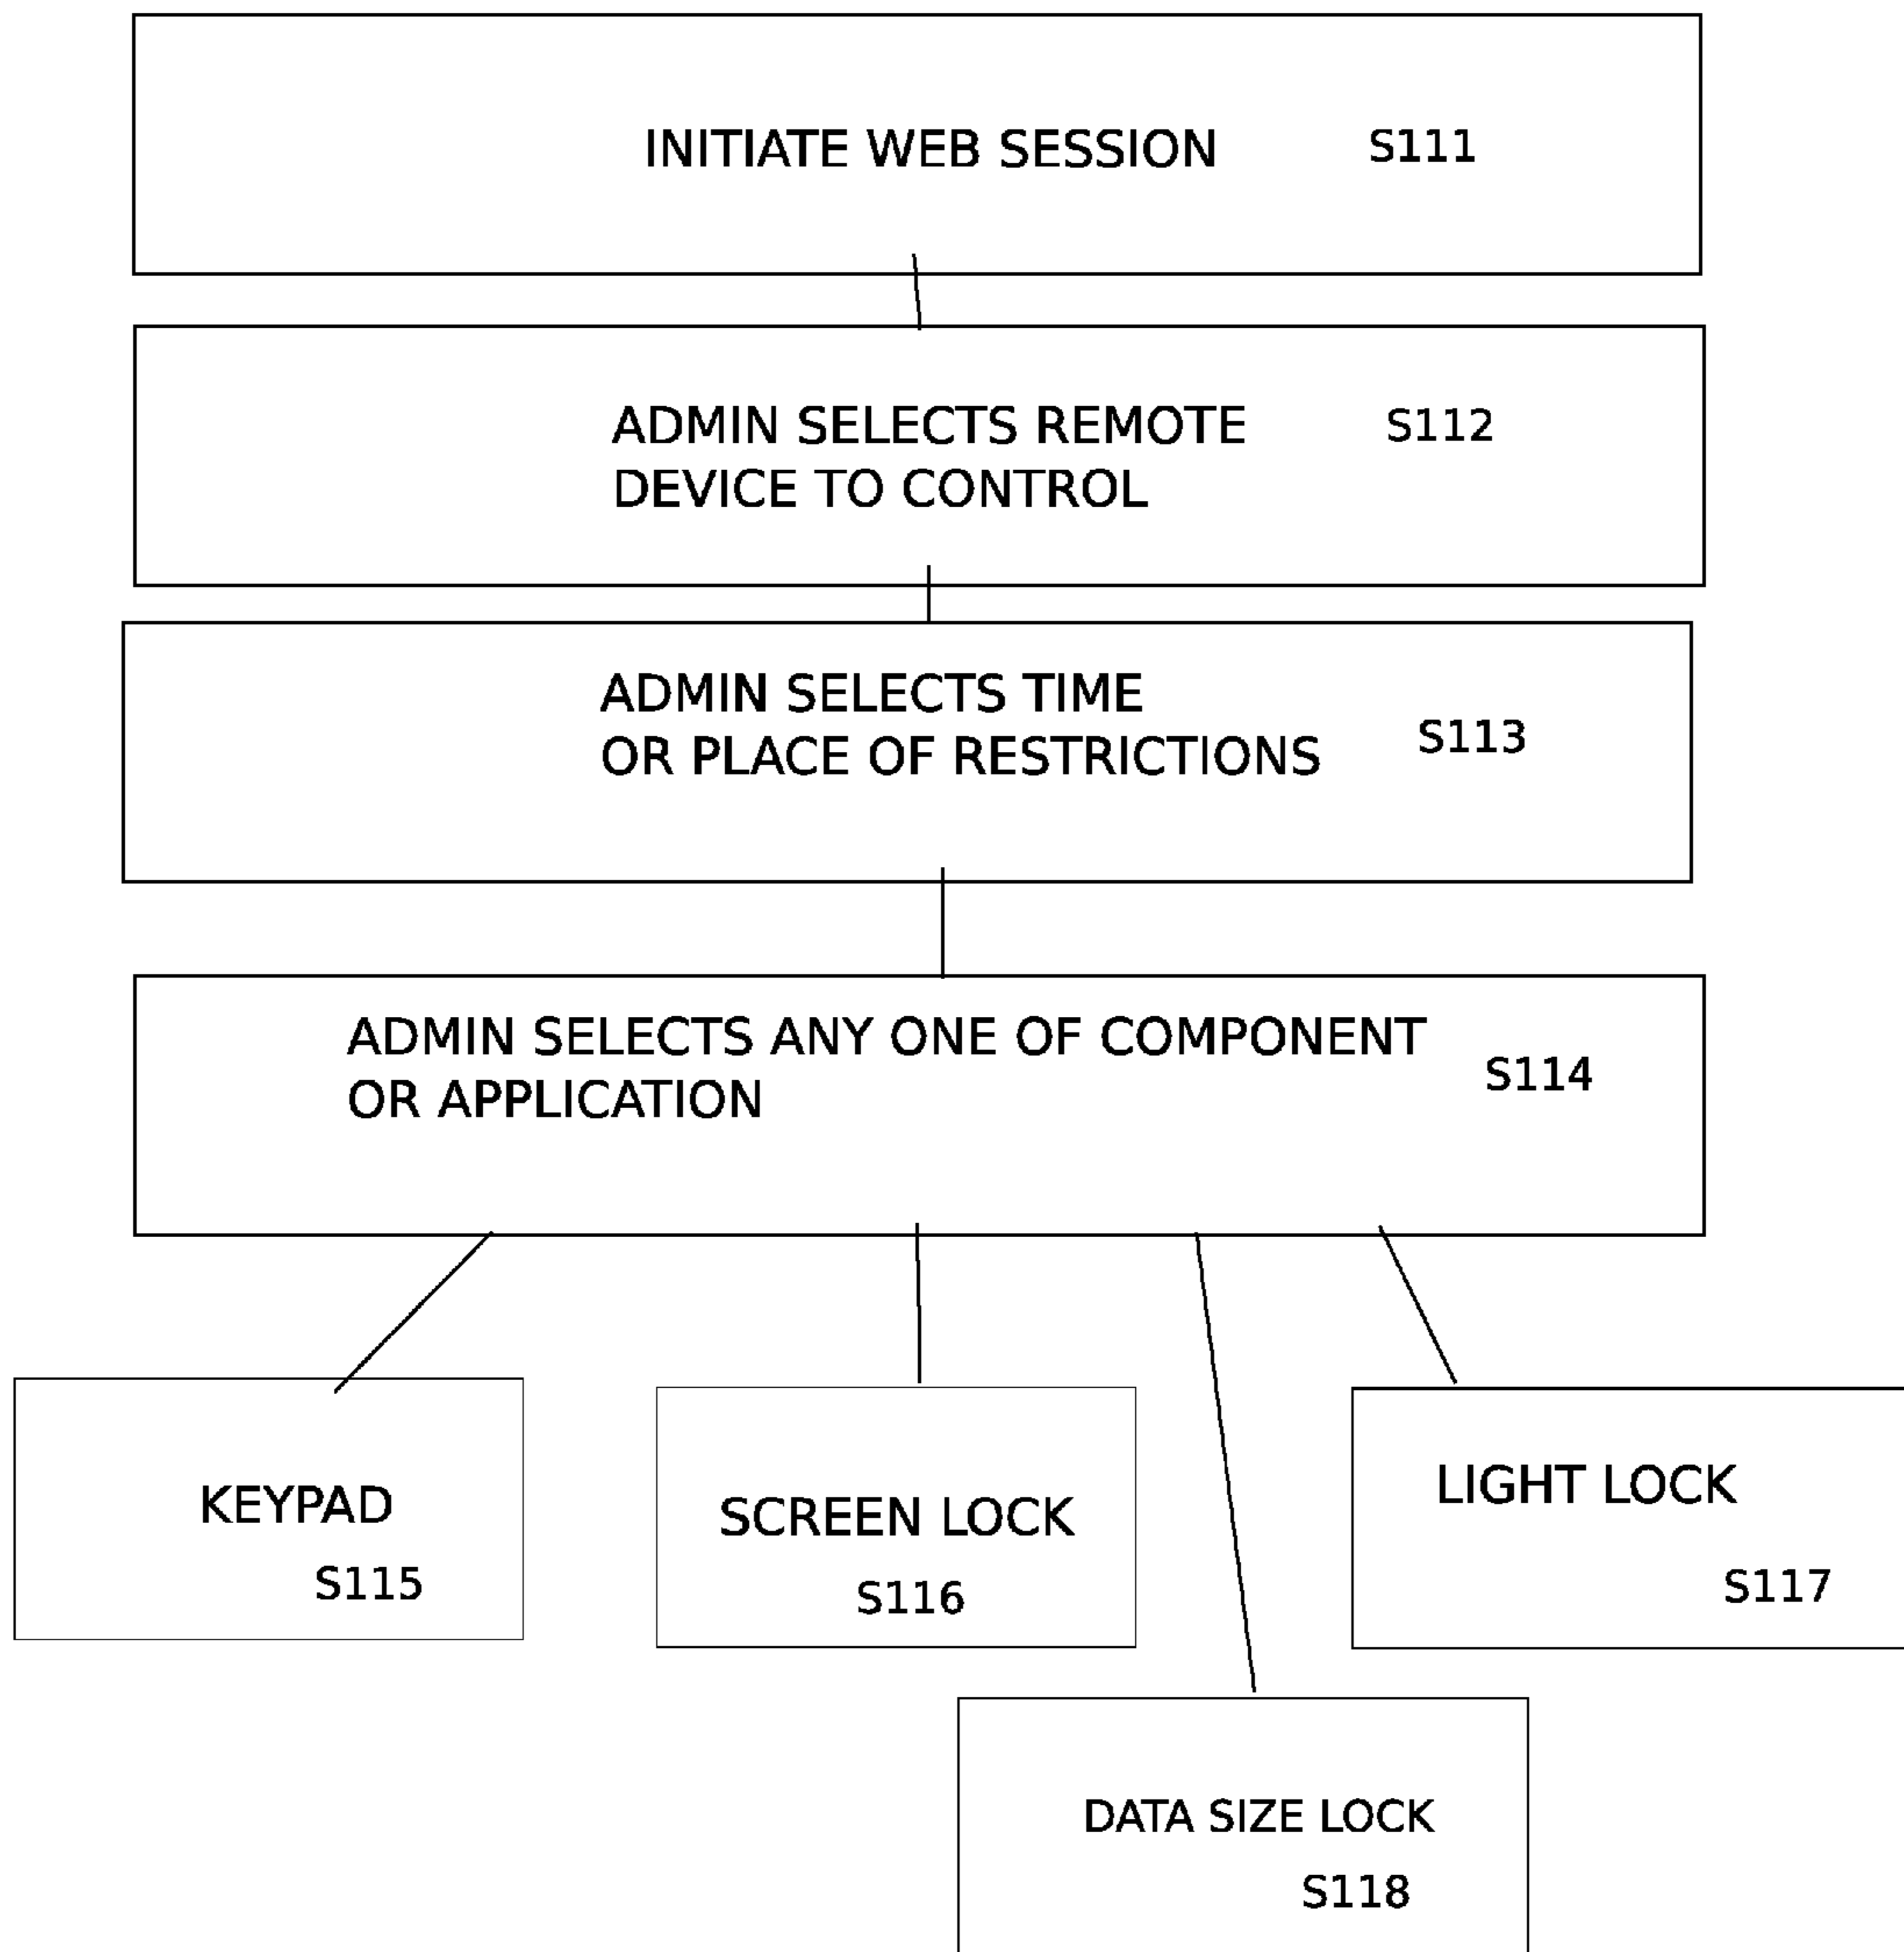 INITIATE WEB SESSION S111
ADMIN SELECTS REMOTE S112
DEVICE TO CONTROL
ADMIN SELECTS TIME
OR PLACE OF RESTRICTIONS S113
ADMIN SELECTS ANY ONE OF COMPONENT
OR APPLICATION S114
KEYPAD
S115
SCREEN LOCK
S116
LIGHT LOCK
S117
DATA SIZE LOCK
S118